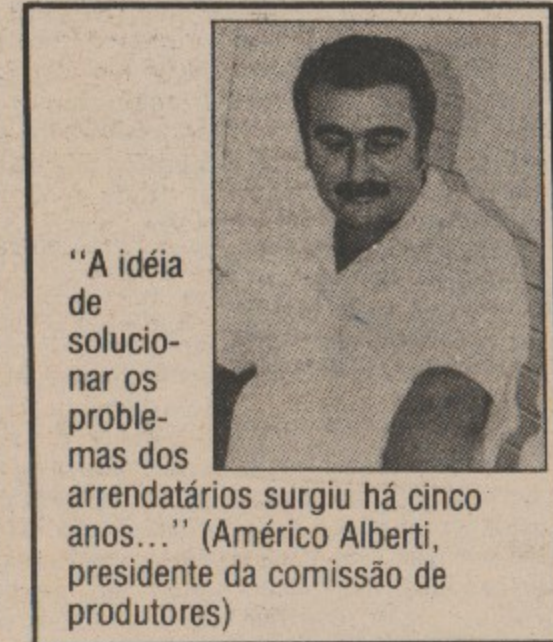 "A idéia
de
solucio-
nar os
proble-
mas dos
arrendatários surgiu há cinco
anos..." (Américo Alberti,
presidente da comissão de
produtores)